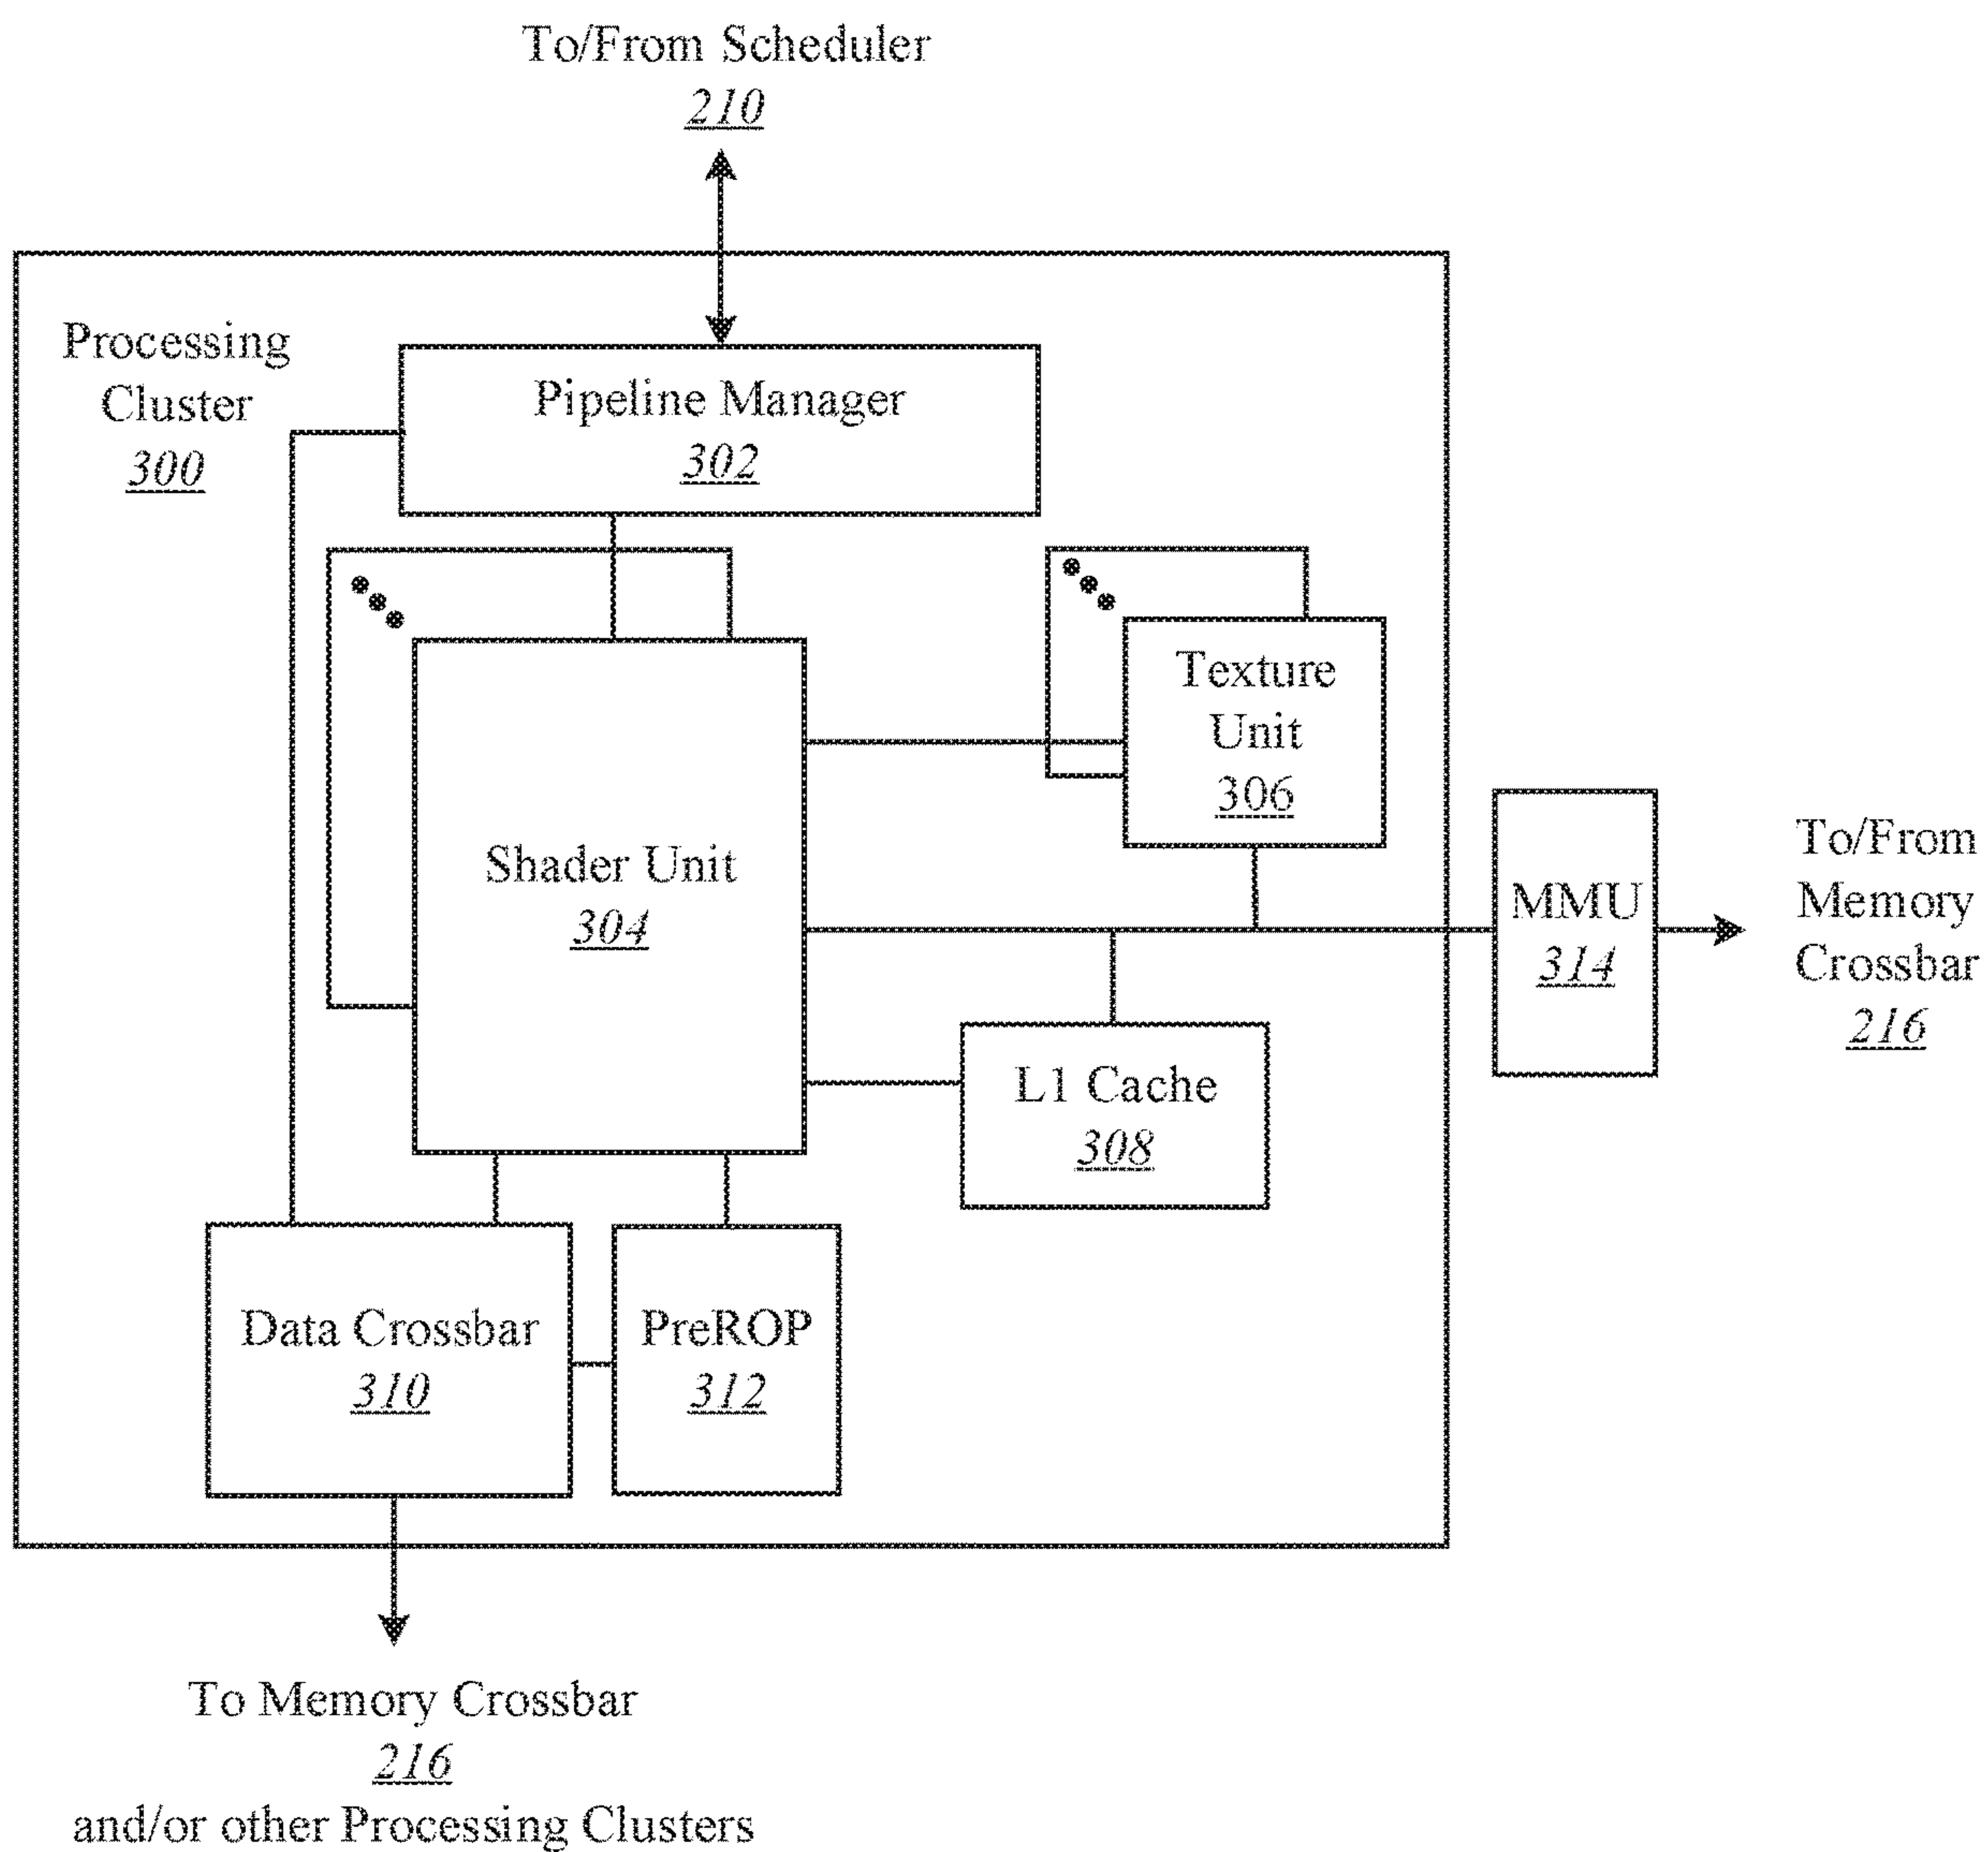 To/From Scheduler
210
Processing
Cluster
300
Pipeline Manager
302
Texture
Unit
306
Shader Unit
304
MMU
314
To/From
Memory
Crossbar
216
L1 Cache
308
Data Crossbar
310
PreROP
312
To Memory Crossbar
216
and/or other Processing Clusters